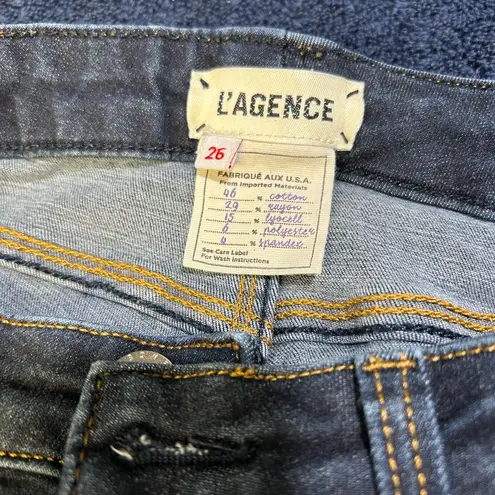 L'AGENCE
26
FABRIQUÉ AUX U.S.A.
From Imported Materials
46 % cotton
29 % rayon
15 % lyocell
6 % polyester
4 % spandex
See Care Label
For Wash Instructions